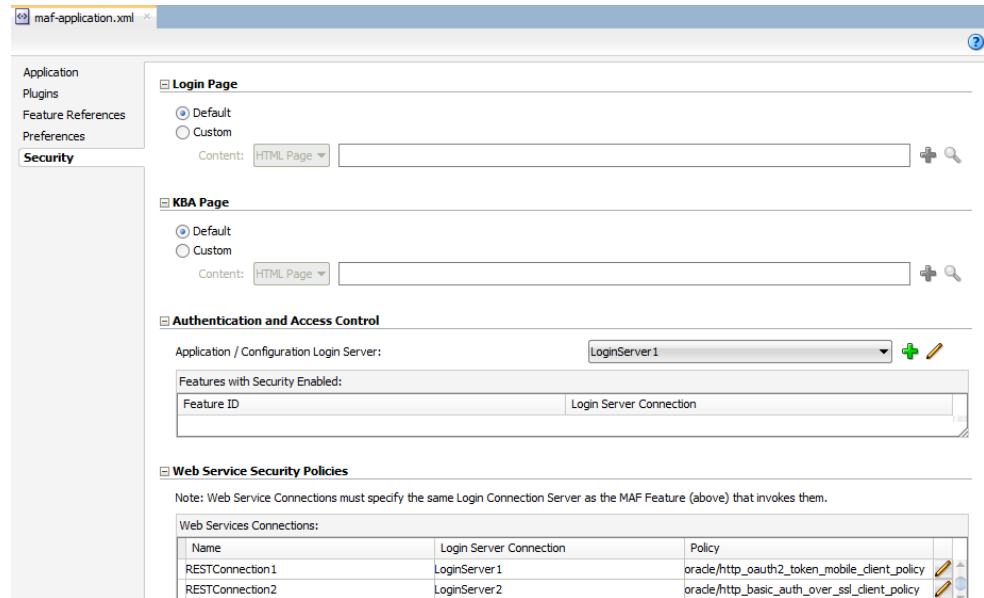 maf-application.xml
Application
Plugins
Feature References
Preferences
Security
Login Page
Default
Custom
Content: HTML Page
KBA Page
Default
Custom
Content: HTML Page
Authentication and Access Control
Application / Configuration Login Server: LoginServer1
Features with Security Enabled:
Feature ID Login Server Connection
Web Service Security Policies
Note: Web Service Connections must specify the same Login Connection Server as the MAF Feature (above) that invokes them.
Web Services Connections:
Name Login Server Connection Policy
RESTConnection1 LoginServer1 oracle/http_oauth2_token_mobile_client_policy
RESTConnection2 LoginServer2 oracle/http_basic_auth_over_ssl_client_policy